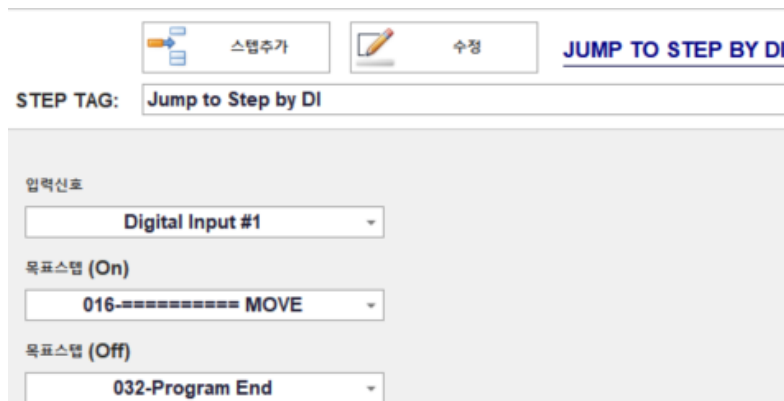 스텝추가 수정 JUMP TO STEP BY DI
STEP TAG: Jump to Step by DI
입력신호
Digital Input #1
목표스텝 (On)
016-========== MOVE
목표스텝 (Off)
032-Program End